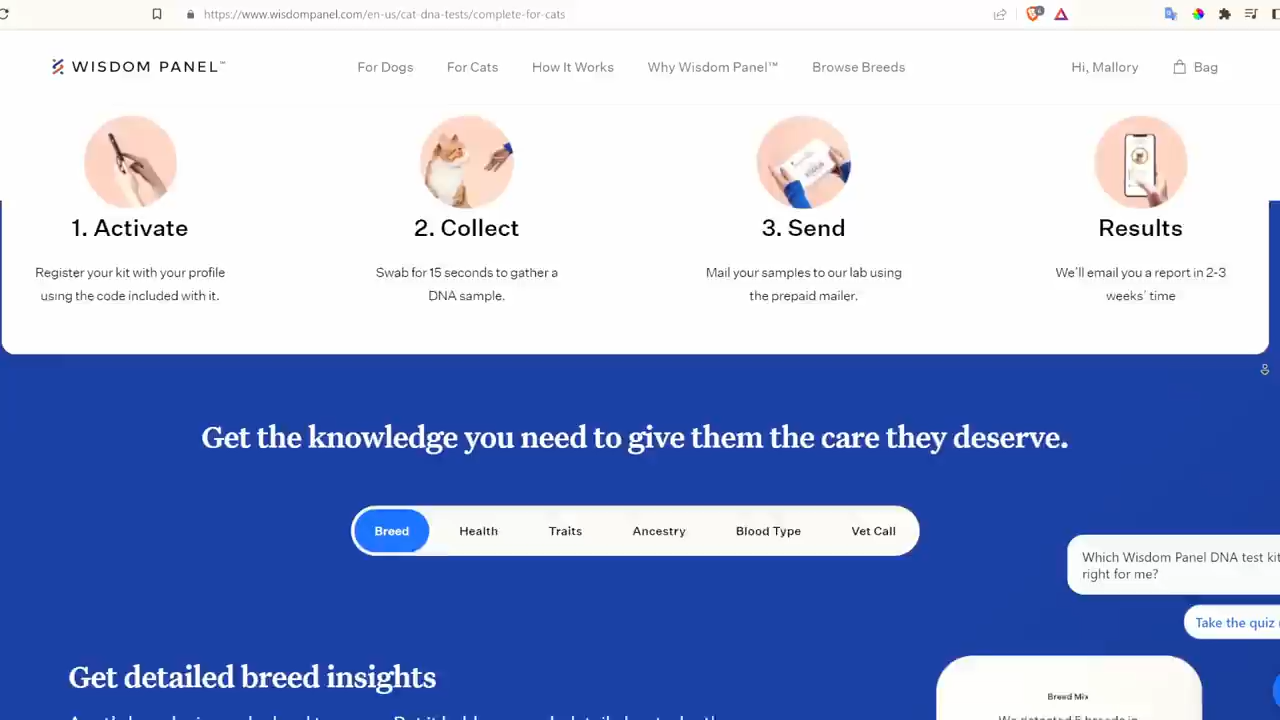 https://www.wisdompanel.com/en-us/cat-dna-tests/complete-for-cats
WISDOM PANEL™
For Dogs
For Cats
How It Works
Why Wisdom Panel™
Browse Breeds
Hi, Mallory
Bag
1. Activate
Register your kit with your profile
using the code included with it.
2. Collect
Swab for 15 seconds to gather a
DNA sample.
3. Send
Mail your samples to our lab using
the prepaid mailer.
Results
We'll email you a report in 2-3
weeks' time
Get the knowledge you need to give them the care they deserve.
Breed
Health
Traits
Ancestry
Blood Type
Vet Call
Which Wisdom Panel DNA test kit
right for me?
Take the quiz
Get detailed breed insights
Breed Mix
We detected 5 breeds in